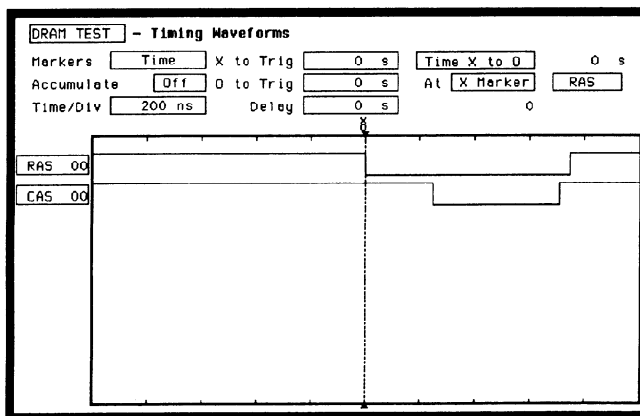 DRAM TEST - Timing Waveforms
Markers Time X to Trig 0 s Time X to O 0 s
Accumulate Off O to Trig 0 s At X Marker RAS
Time/Div 200 ns Delay 0 s 0
X
O
RAS 00
CAS 00